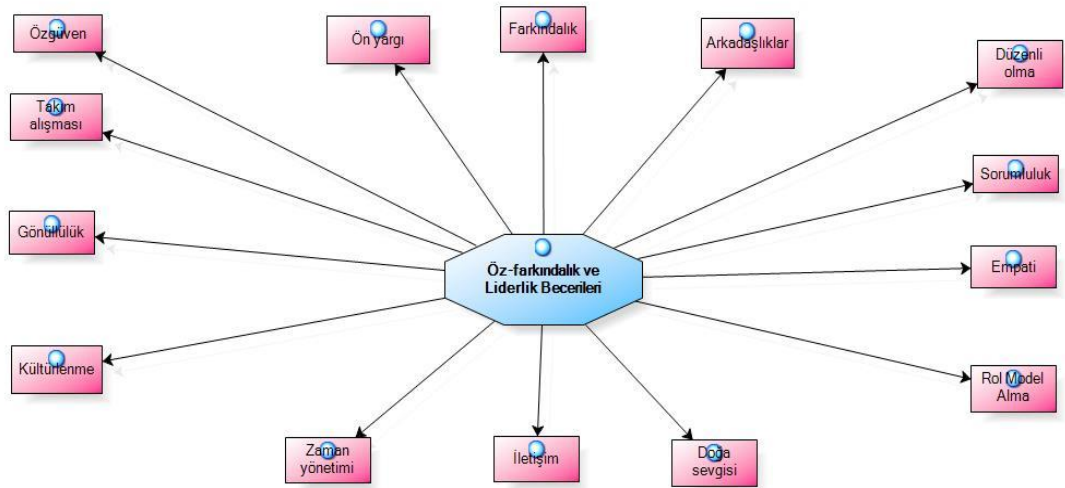 Özgüven
Ön yargı
Farkındalık
Arkadaşlıklar
Düzenli
olma
Takım
alışması
Sorumluluk
Gönüllülük
Öz-farkındalık ve
Liderlik Becerileri
Empati
Kültürlenme
Rol Model
Alma
Zaman
yönetimi
İletişim
Doğa
sevgisi